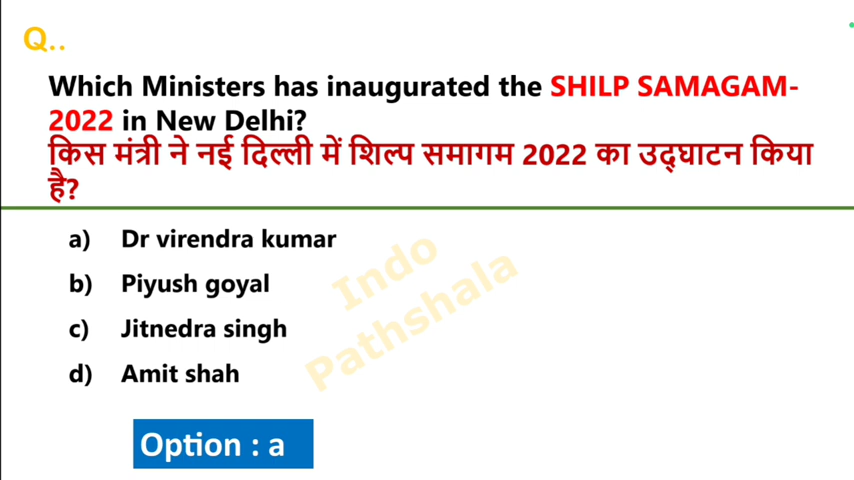 Q..
Which Ministers has inaugurated the SHILP SAMAGAM-
2022 in New Delhi?
किस मंत्री ने नई दिल्ली में शिल्प समागम 2022 का उद्घाटन किया
है?
a) Dr virendra kumar
b) Piyush goyal
c) Jitnedra singh
d) Amit shah
Indo
Pathshala
Option : a